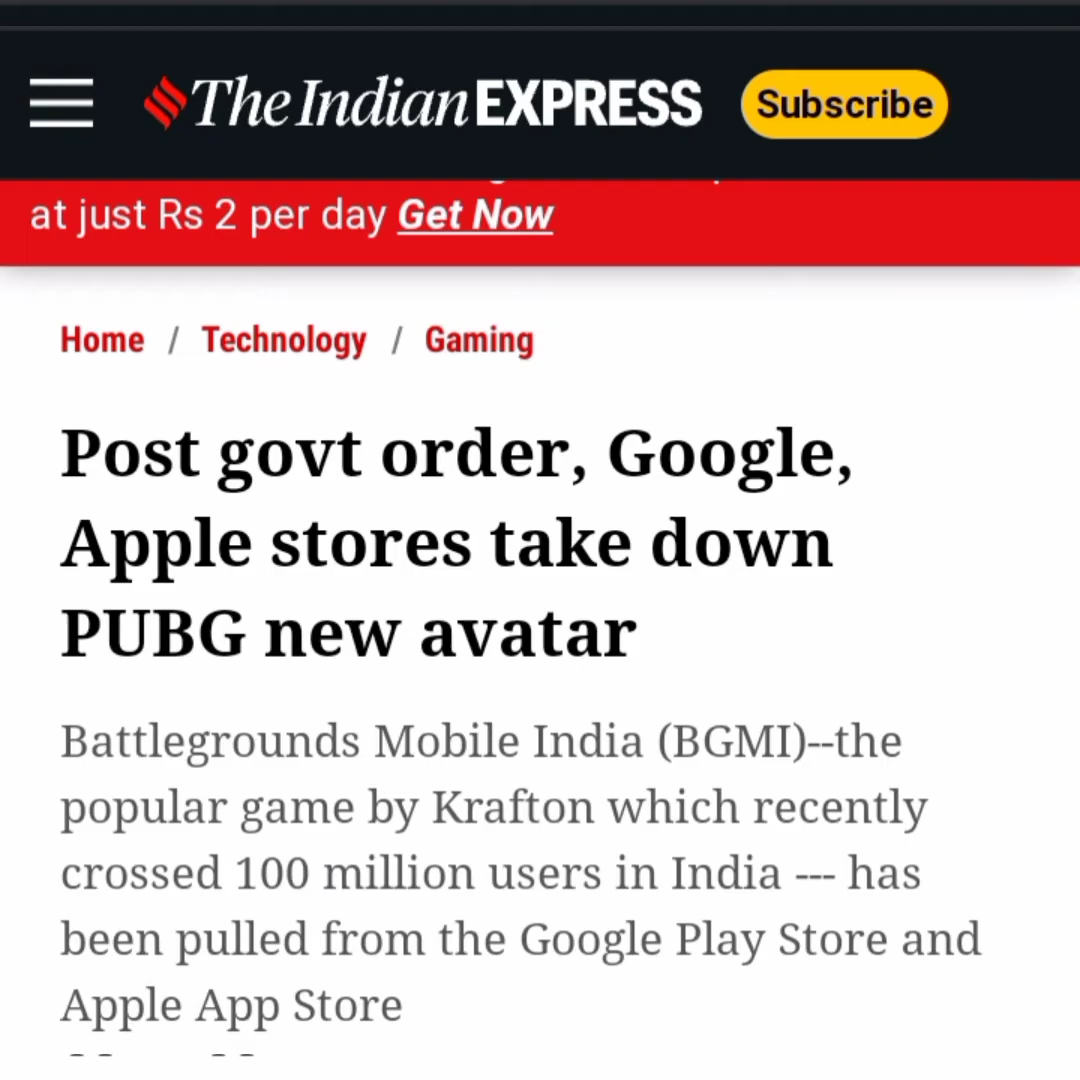 The Indian EXPRESS
Subscribe
at just Rs 2 per day Get Now
Home / Technology / Gaming
Post govt order, Google,
Apple stores take down
PUBG new avatar
Battlegrounds Mobile India (BGMI)--the
popular game by Krafton which recently
crossed 100 million users in India --- has
been pulled from the Google Play Store and
Apple App Store